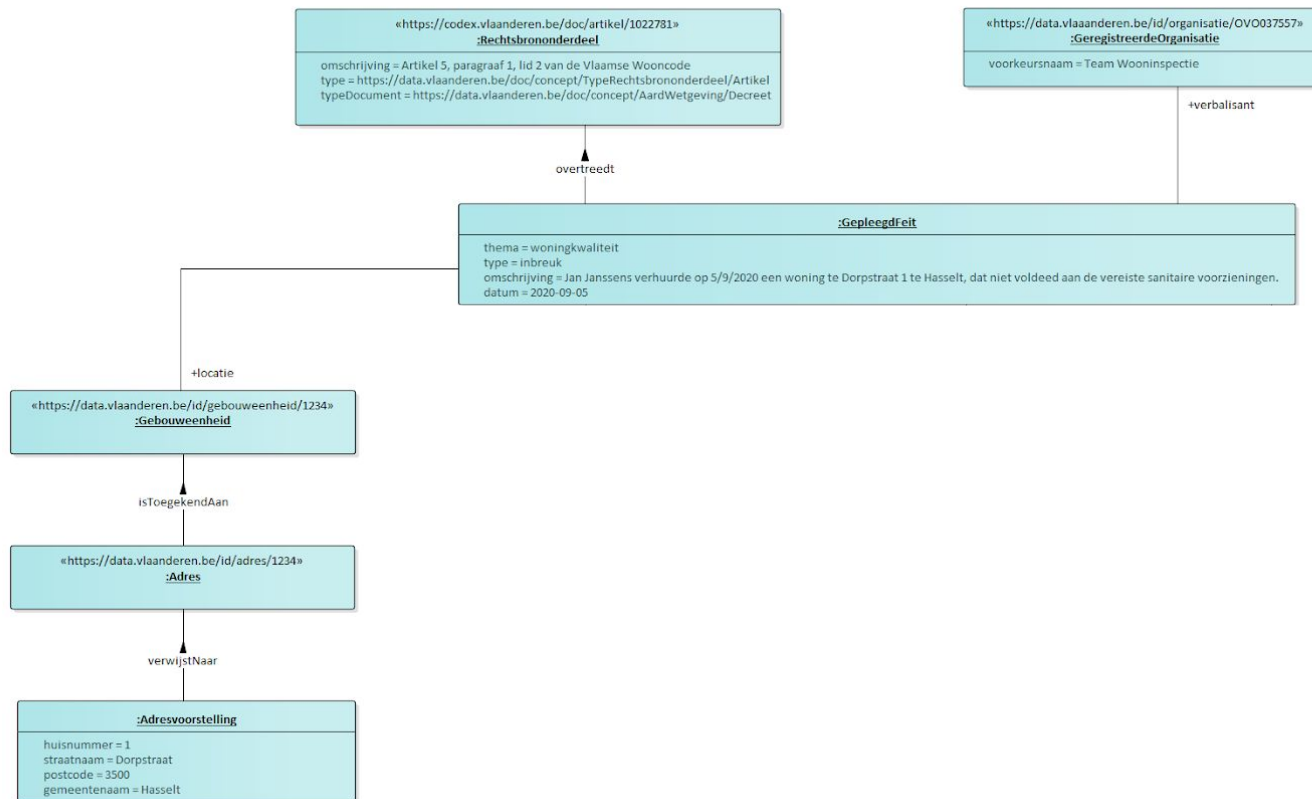 «https://codex.vlaanderen.be/doc/artikel/1022781»
:Rechtsbrononderdeel
omschrijving = Artikel 5, paragraaf 1, lid 2 van de Vlaamse Wooncode
type = https://data.vlaanderen.be/doc/concept/TypeRechtsbrononderdeel/Artikel
typeDocument = https://data.vlaanderen.be/doc/concept/AardWetgeving/Decreet
«https://data.vlaaanderen.be/id/organisatie/OVO037557»
:GeregistreerdeOrganisatie
voorkeursnaam = Team Wooninspectie
+verbalisant
overtreedt
:GepleegdFeit
thema = woningkwaliteit
type = inbreuk
omschrijving = Jan Janssens verhuurde op 5/9/2020 een woning te Dorpstraat 1 te Hasselt, dat niet voldeed aan de vereiste sanitaire voorzieningen.
datum = 2020-09-05
+locatie
«https://data.vlaanderen.be/id/gebouweenheid/1234»
:Gebouweenheid
isToegekendAan
«https://data.vlaanderen.be/id/adres/1234»
:Adres
verwijstNaar
:Adresvoorstelling
huisnummer = 1
straatnaam = Dorpstraat
postcode = 3500
gemeentenaam = Hasselt